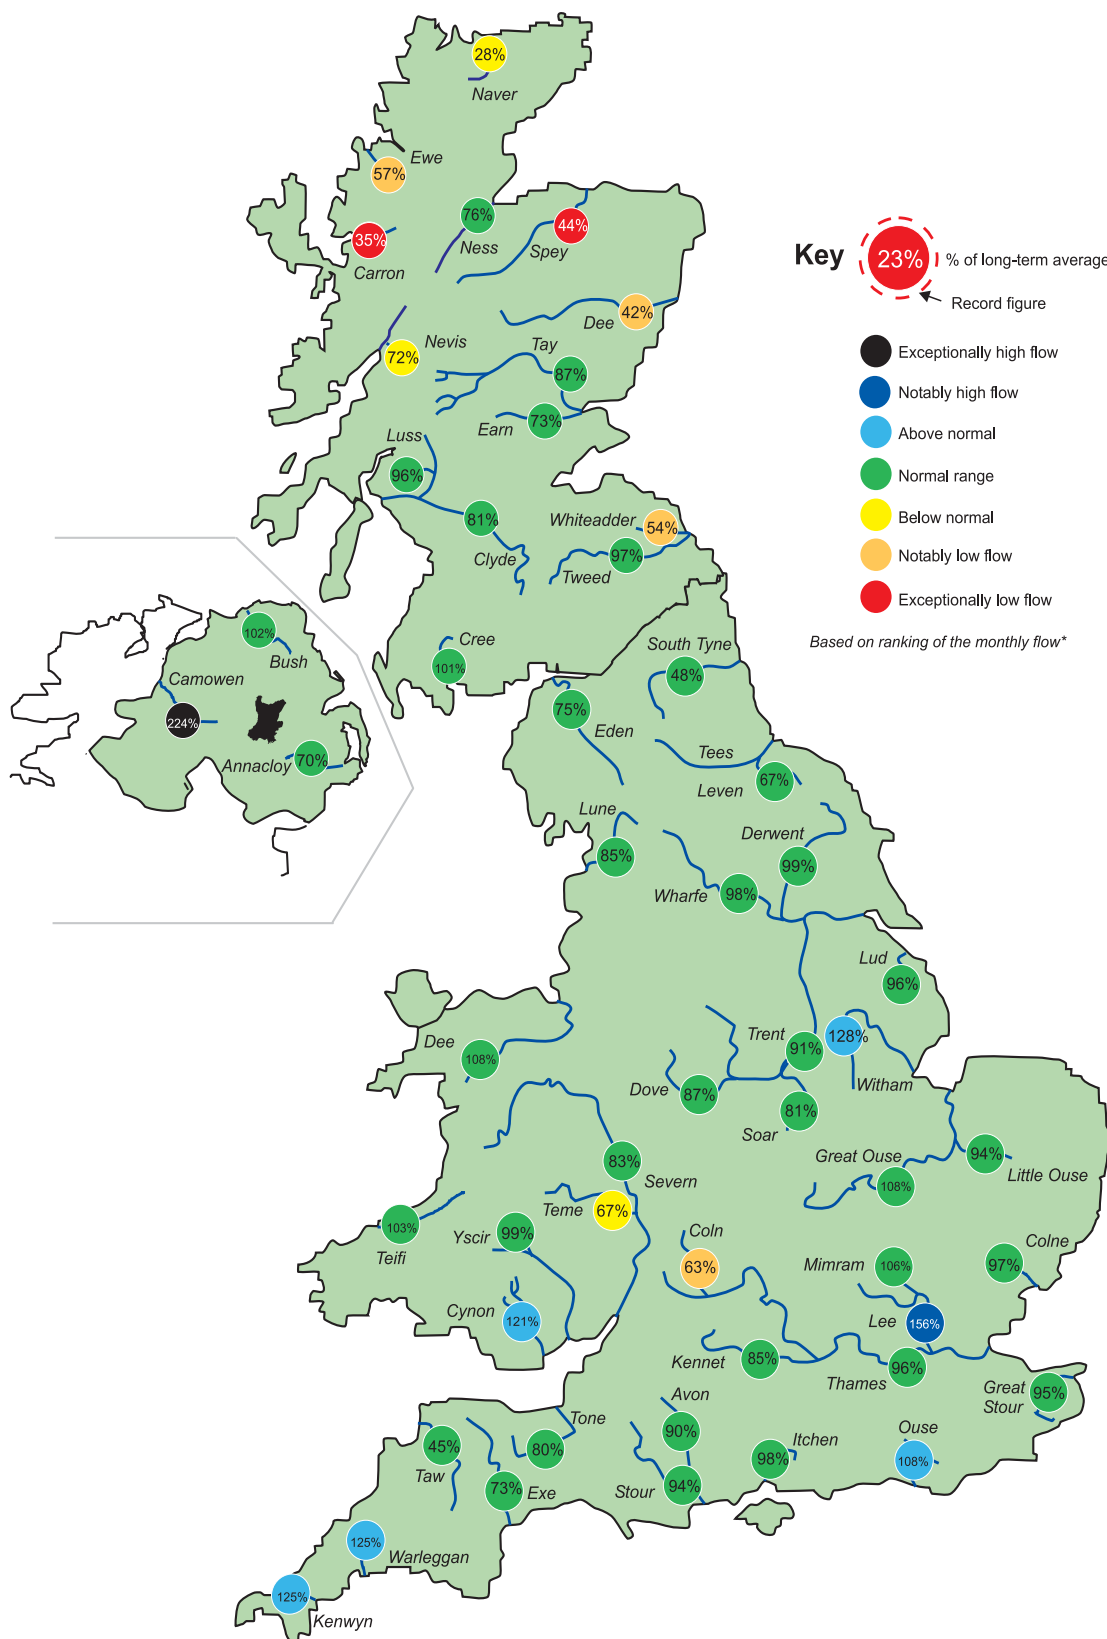 28%
Naver
Ewe
57%
76%
Ness
44%
Spey
35%
Carron
Key
23%
% of long-term average
Record figure
Exceptionally high flow
Notably high flow
Above normal
Normal range
Below normal
Notably low flow
Exceptionally low flow
Based on ranking of the monthly flow*
Dee
42%
Nevis
72%
Tay
87%
Earn
73%
Luss
96%
81%
Clyde
Whiteadder
54%
97%
Tweed
Cree
101%
South Tyne
48%
102%
Bush
Camowen
224%
Annacloy
70%
75%
Eden
Tees
Leven
67%
Lune
85%
Derwent
99%
Wharfe
98%
Lud
96%
Dee
108%
Trent
91%
128%
Witham
Dove
87%
81%
Soar
83%
Severn
Great Ouse
108%
94%
Little Ouse
Teme
67%
103%
Teifi
Yscir
99%
Coln
63%
Mimram
106%
Colne
97%
Cynon
121%
Lee
156%
Kennet
85%
Thames
96%
Great
Stour
95%
Tone
80%
Avon
90%
Itchen
98%
Ouse
108%
45%
Taw
73%
Exe
Stour
94%
125%
Warleggan
125%
Kenwyn